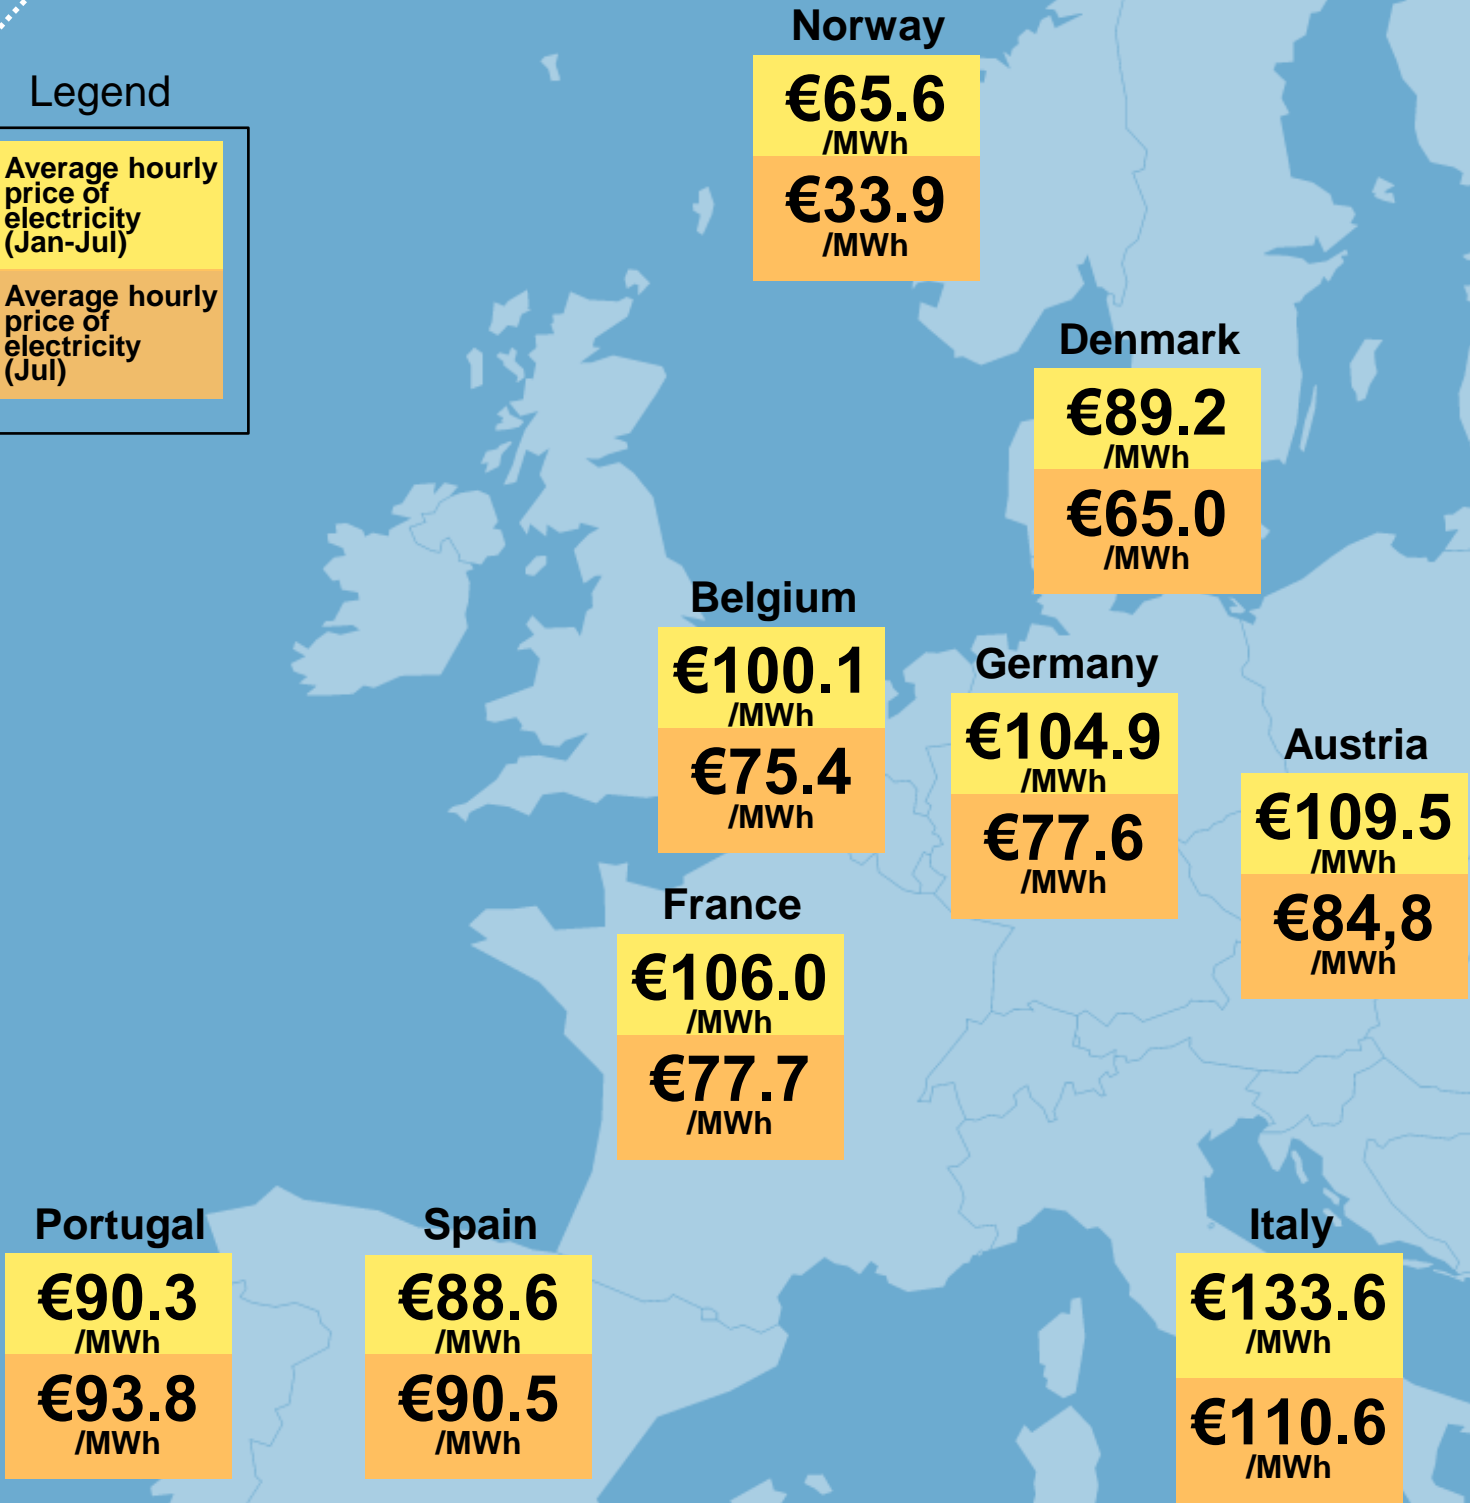 Norway
€65.6
/MWh
€33.9
/MWh
Legend
Average hourly
price of
electricity
(Jan-Jul)
Average hourly
price of
electricity
(Jul)
Denmark
€89.2
/MWh
€65.0
/MWh
Belgium
€100.1
/MWh
€75.4
/MWh
Germany
€104.9
/MWh
€77.6
/MWh
Austria
€109.5
/MWh
€84,8
/MWh
France
€106.0
/MWh
€77.7
/MWh
Portugal
€90.3
/MWh
€93.8
/MWh
Spain
€88.6
/MWh
€90.5
/MWh
Italy
€133.6
/MWh
€110.6
/MWh